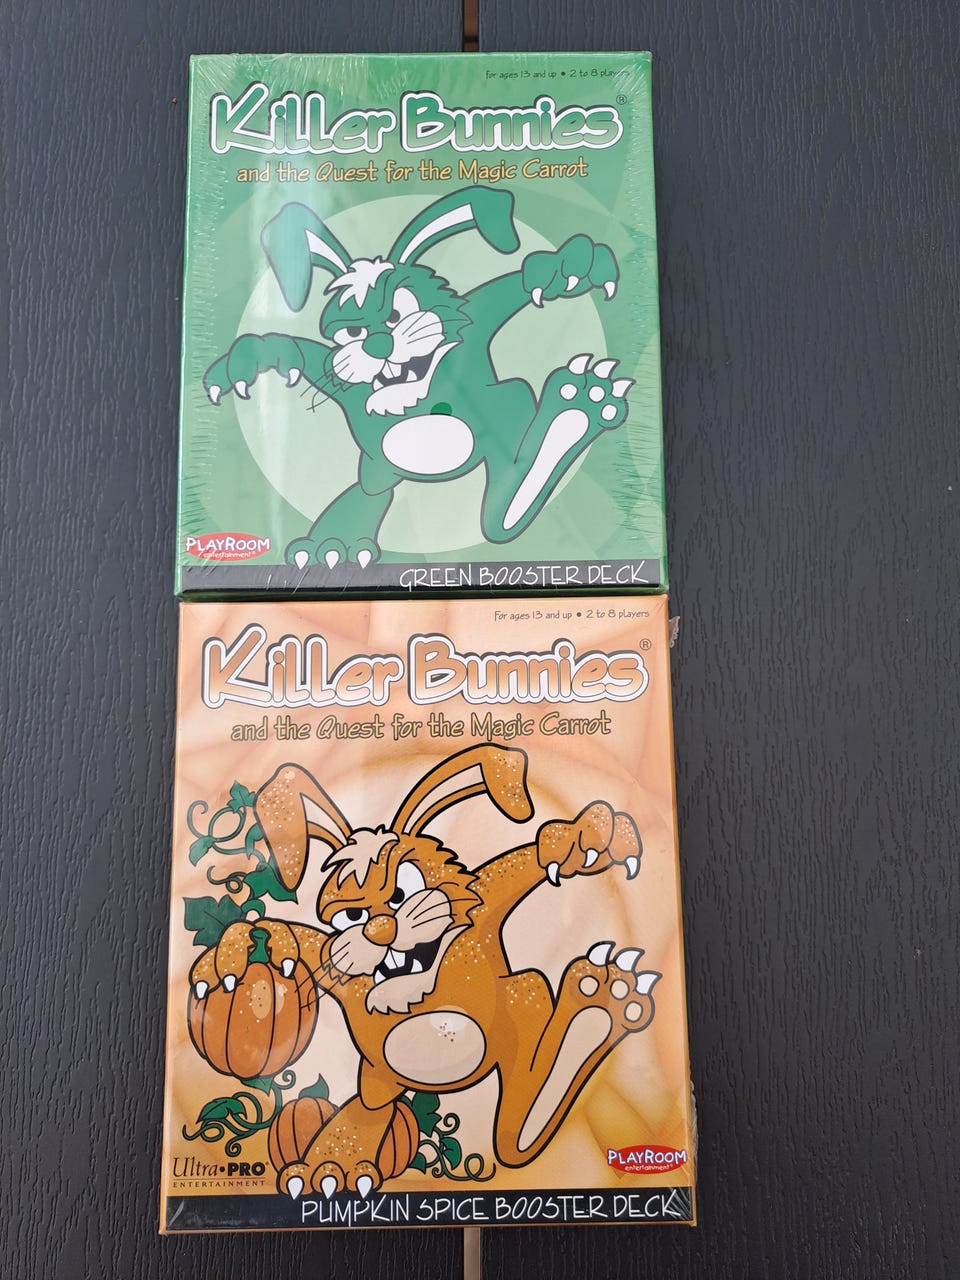 For ages 13 and up • 2 to 8 players
Killer Bunnies®
and the Quest for the Magic Carrot
PLAYROOM
entertainment®
GREEN BOOSTER DECK
For ages 13 and up • 2 to 8 players
Killer Bunnies®
and the Quest for the Magic Carrot
Ultra•PRO®
ENTERTAINMENT
PLAYROOM
entertainment®
PUMPKIN SPICE BOOSTER DECK